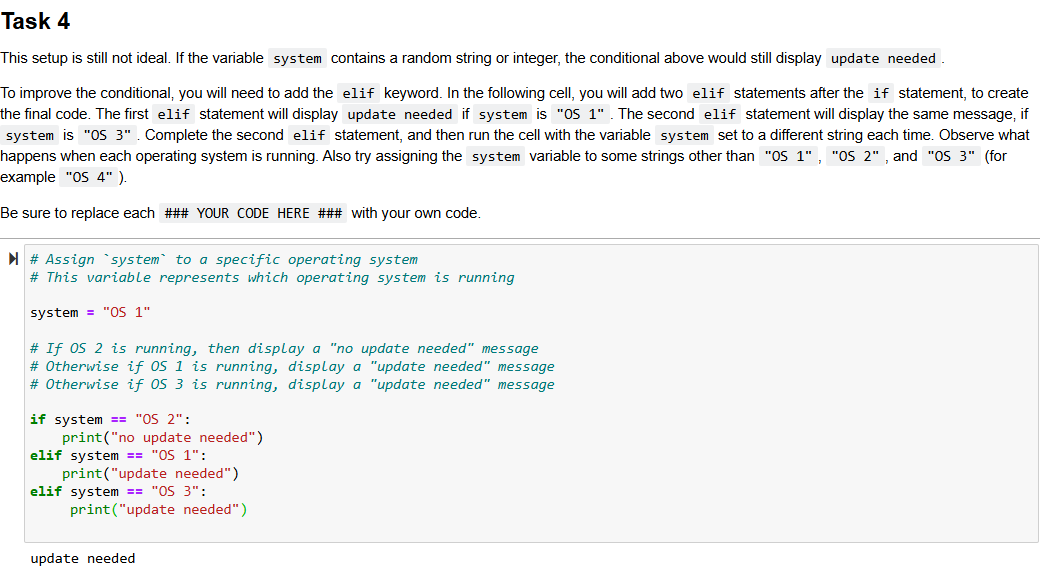 Task 4
This setup is still not ideal. If the variable system contains a random string or integer, the conditional above would still display update needed .
To improve the conditional, you will need to add the elif keyword. In the following cell, you will add two elif statements after the if statement, to create
the final code. The first elif statement will display update needed if system is "OS 1" . The second elif statement will display the same message, if
system is "OS 3" . Complete the second elif statement, and then run the cell with the variable system set to a different string each time. Observe what
happens when each operating system is running. Also try assigning the system variable to some strings other than "OS 1" , "OS 2" , and "OS 3" (for
example "OS 4" ).
Be sure to replace each ### YOUR CODE HERE ### with your own code.
# Assign `system` to a specific operating system
# This variable represents which operating system is running
system = "OS 1"
# If OS 2 is running, then display a "no update needed" message
# Otherwise if OS 1 is running, display a "update needed" message
# Otherwise if OS 3 is running, display a "update needed" message
if system == "OS 2":
    print("no update needed")
elif system == "OS 1":
    print("update needed")
elif system == "OS 3":
     print("update needed")
update needed